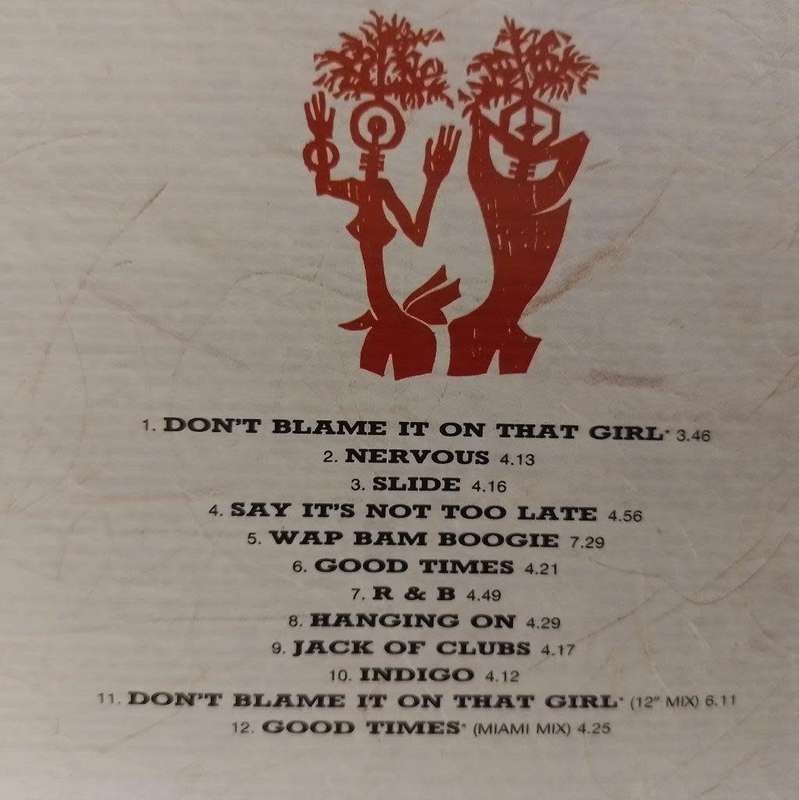 1. DON'T BLAME IT ON THAT GIRL* 3.46
2. NERVOUS 4.13
3. SLIDE 4.16
4. SAY IT'S NOT TOO LATE 4.56
5. WAP BAM BOOGIE 7.29
6. GOOD TIMES 4.21
7. R & B 4.49
8. HANGING ON 4.29
9. JACK OF CLUBS 4.17
10. INDIGO 4.12
11. DON'T BLAME IT ON THAT GIRL* (12" MIX) 6.11
12. GOOD TIMES* (MIAMI MIX) 4.25